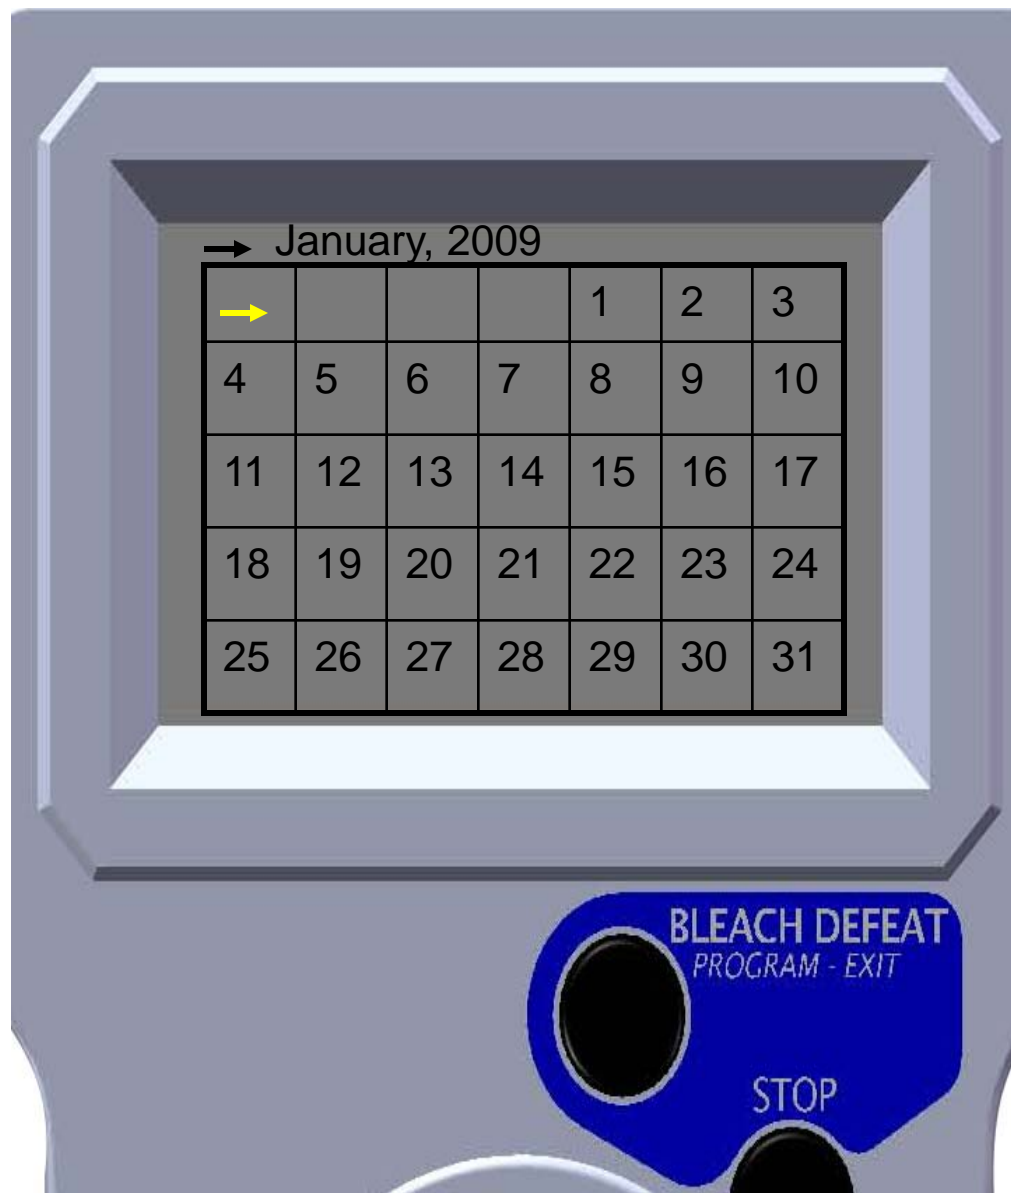 January, 2009
1 2 3
4 5 6 7 8 9 10
11 12 13 14 15 16 17
18 19 20 21 22 23 24
25 26 27 28 29 30 31
BLEACH DEFEAT
PROGRAM - EXIT
STOP